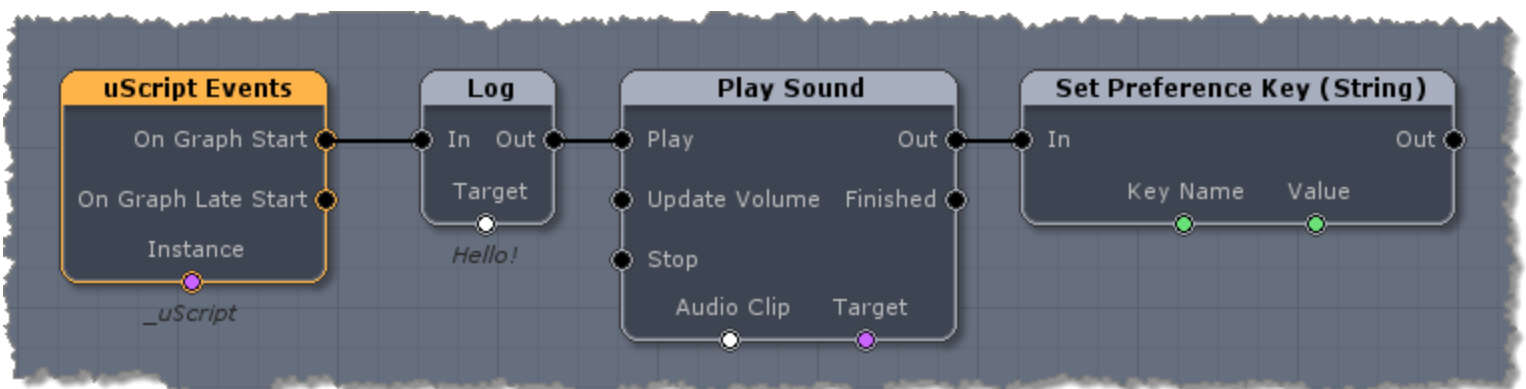 uScript Events
On Graph Start
On Graph Late Start
Instance
_uScript
Log
In Out
Target
Hello!
Play Sound
Play Out
Update Volume Finished
Stop
Audio Clip Target
Set Preference Key (String)
In Out
Key Name Value